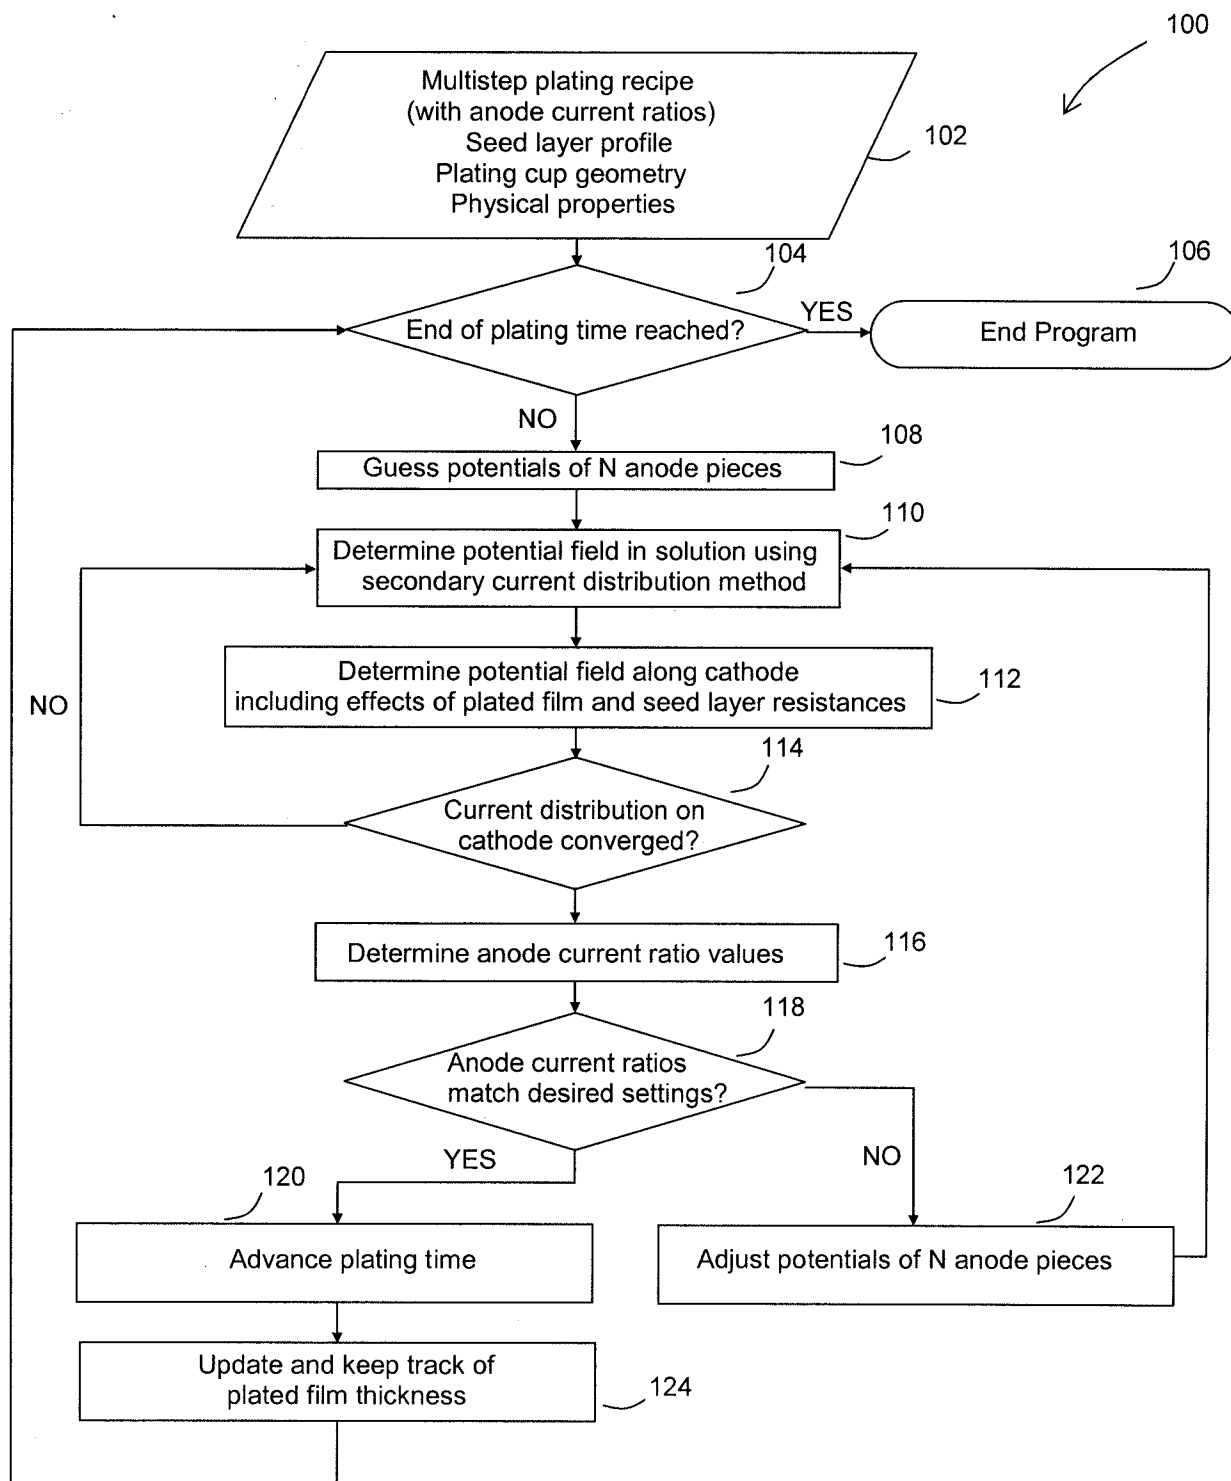 100
Multistep plating recipe
(with anode current ratios)
Seed layer profile
Plating cup geometry
Physical properties
102
104
106
End of plating time reached?
YES
End Program
NO
108
Guess potentials of N anode pieces
110
Determine potential field in solution using
secondary current distribution method
Determine potential field along cathode
including effects of plated film and seed layer resistances
112
NO
114
Current distribution on
cathode converged?
Determine anode current ratio values
116
118
Anode current ratios
match desired settings?
YES
NO
120
122
Advance plating time
Adjust potentials of N anode pieces
Update and keep track of
plated film thickness
124